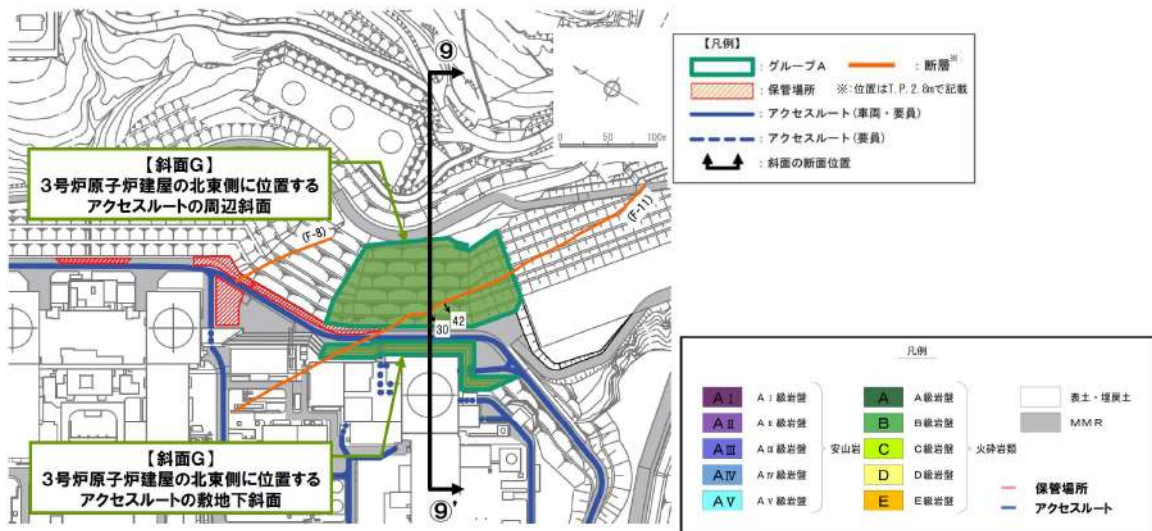 ⑨
【斜面G】
3号炉原子炉建屋の北東側に位置する
アクセスルートの周辺斜面
(F-8)
(F-11)
42
30
【斜面G】
3号炉原子炉建屋の北東側に位置する
アクセスルートの敷地下斜面
⑨'
0 50 100m
【凡例】
：グループA ：断層※
：保管場所 ※：位置はT.P.2.8mで記載
：アクセスルート(車両・要員)
：アクセスルート(要員)
：斜面の断面位置
凡例
AⅠ AⅠ級岩盤 A A級岩盤 表土・埋戻土
AⅡ AⅡ級岩盤 B B級岩盤 MMR
AⅢ AⅢ級岩盤 安山岩 C C級岩盤 火砕岩類
AⅣ AⅣ級岩盤 D D級岩盤 保管場所
AⅤ AⅤ級岩盤 E E級岩盤 アクセスルート